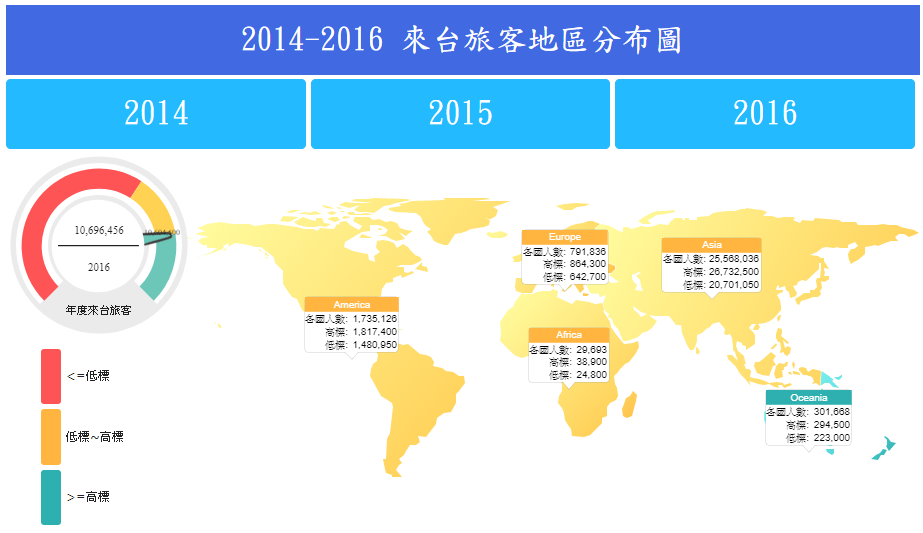 2014-2016 來台旅客地區分布圖
2014
2015
2016
10,696,456
2016
年度來台旅客
<=低標
低標~高標
>=高標
America
各國人數: 1,735,126
高標: 1,817,400
低標: 1,480,950
Europe
各國人數: 791,836
高標: 864,300
低標: 642,700
Africa
各國人數: 29,693
高標: 38,900
低標: 24,800
Asia
各國人數: 25,568,036
高標: 26,732,500
低標: 20,701,050
Oceania
各國人數: 301,668
高標: 294,500
低標: 223,000